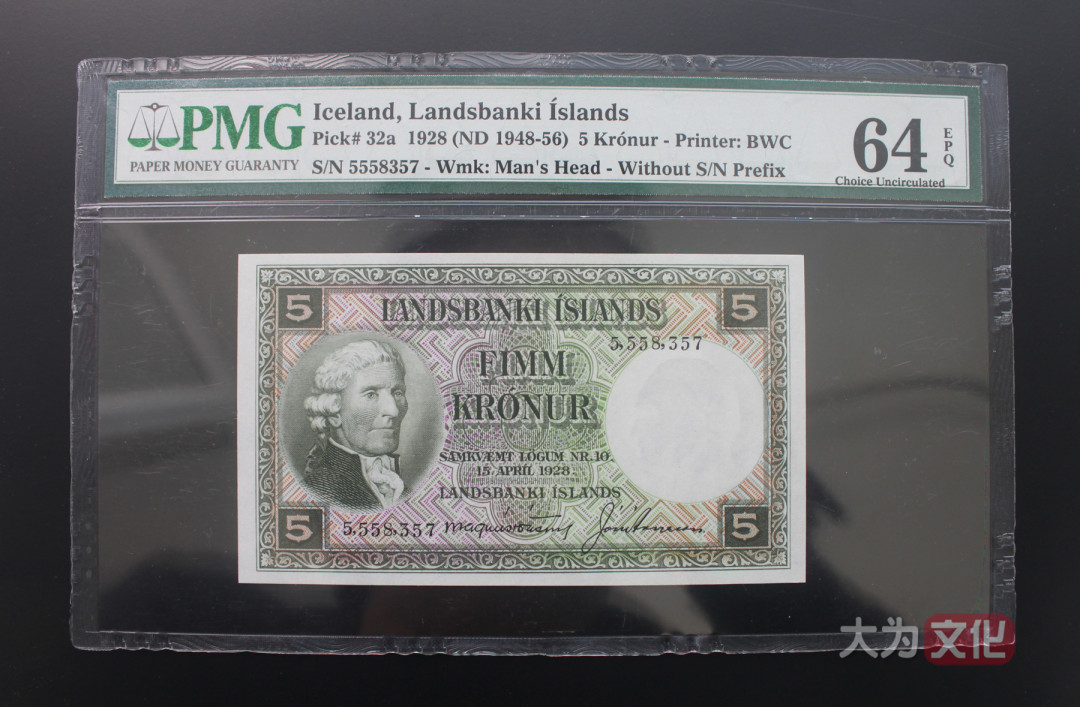 PMG
PAPER MONEY GUARANTY
Iceland, Landsbanki Íslands
Pick# 32a 1928 (ND 1948-56) 5 Krónur - Printer: BWC
S/N 5558357 - Wmk: Man's Head - Without S/N Prefix
64
EPQ
Choice Uncirculated
5
LANDSBANKI ÍSLANDS
5
5,558,357
FIMM
KRÓNUR
SAMKVÆMT LÖGUM NR. 10.
15. APRÍL 1928.
LANDSBANKI ÍSLANDS
5
5,558,357
5
大为文化